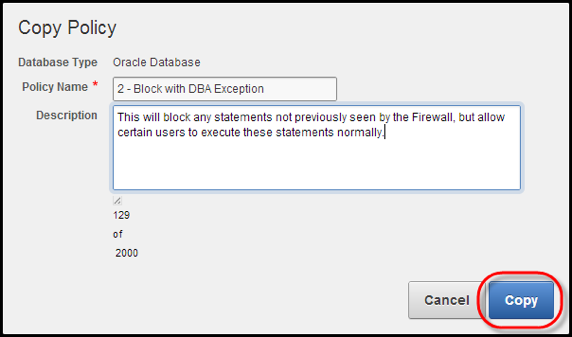 Copy Policy
Database Type Oracle Database
Policy Name * 2 - Block with DBA Exception
Description This will block any statements not previously seen by the Firewall, but allow
certain users to execute these statements normally.
129
of
2000
Cancel Copy